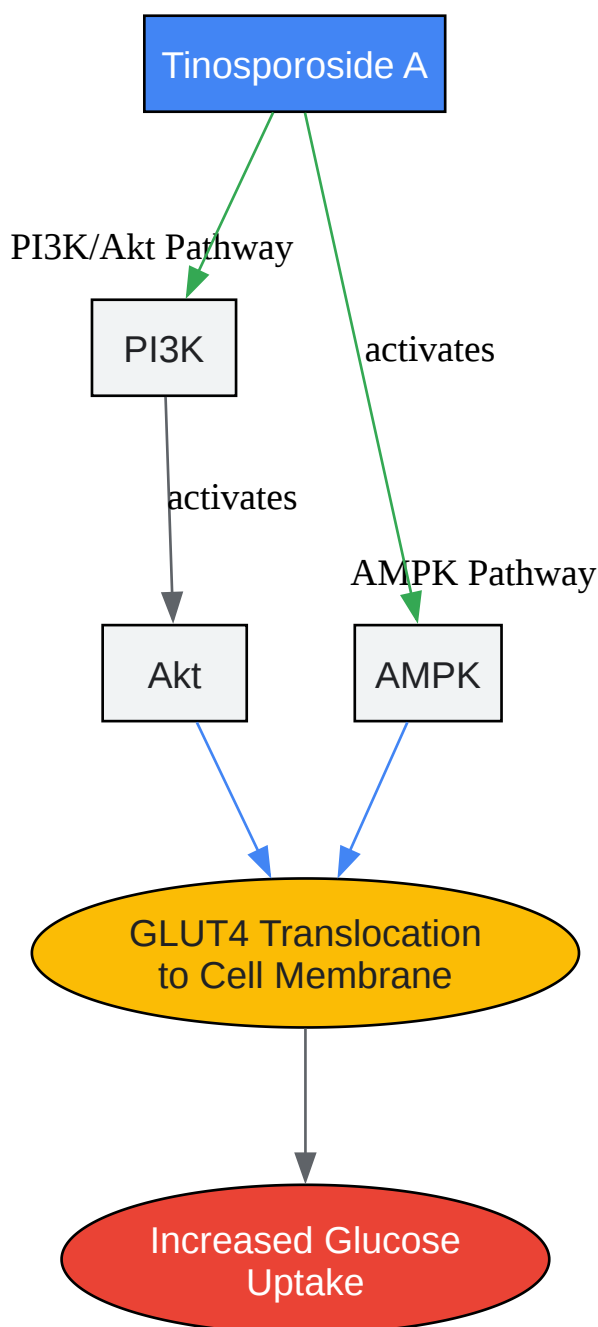 Tinosporoside A
PI3K/Akt Pathway
PI3K
activates
activates
AMPK Pathway
Akt
AMPK
GLUT4 Translocation
to Cell Membrane
Increased Glucose
Uptake